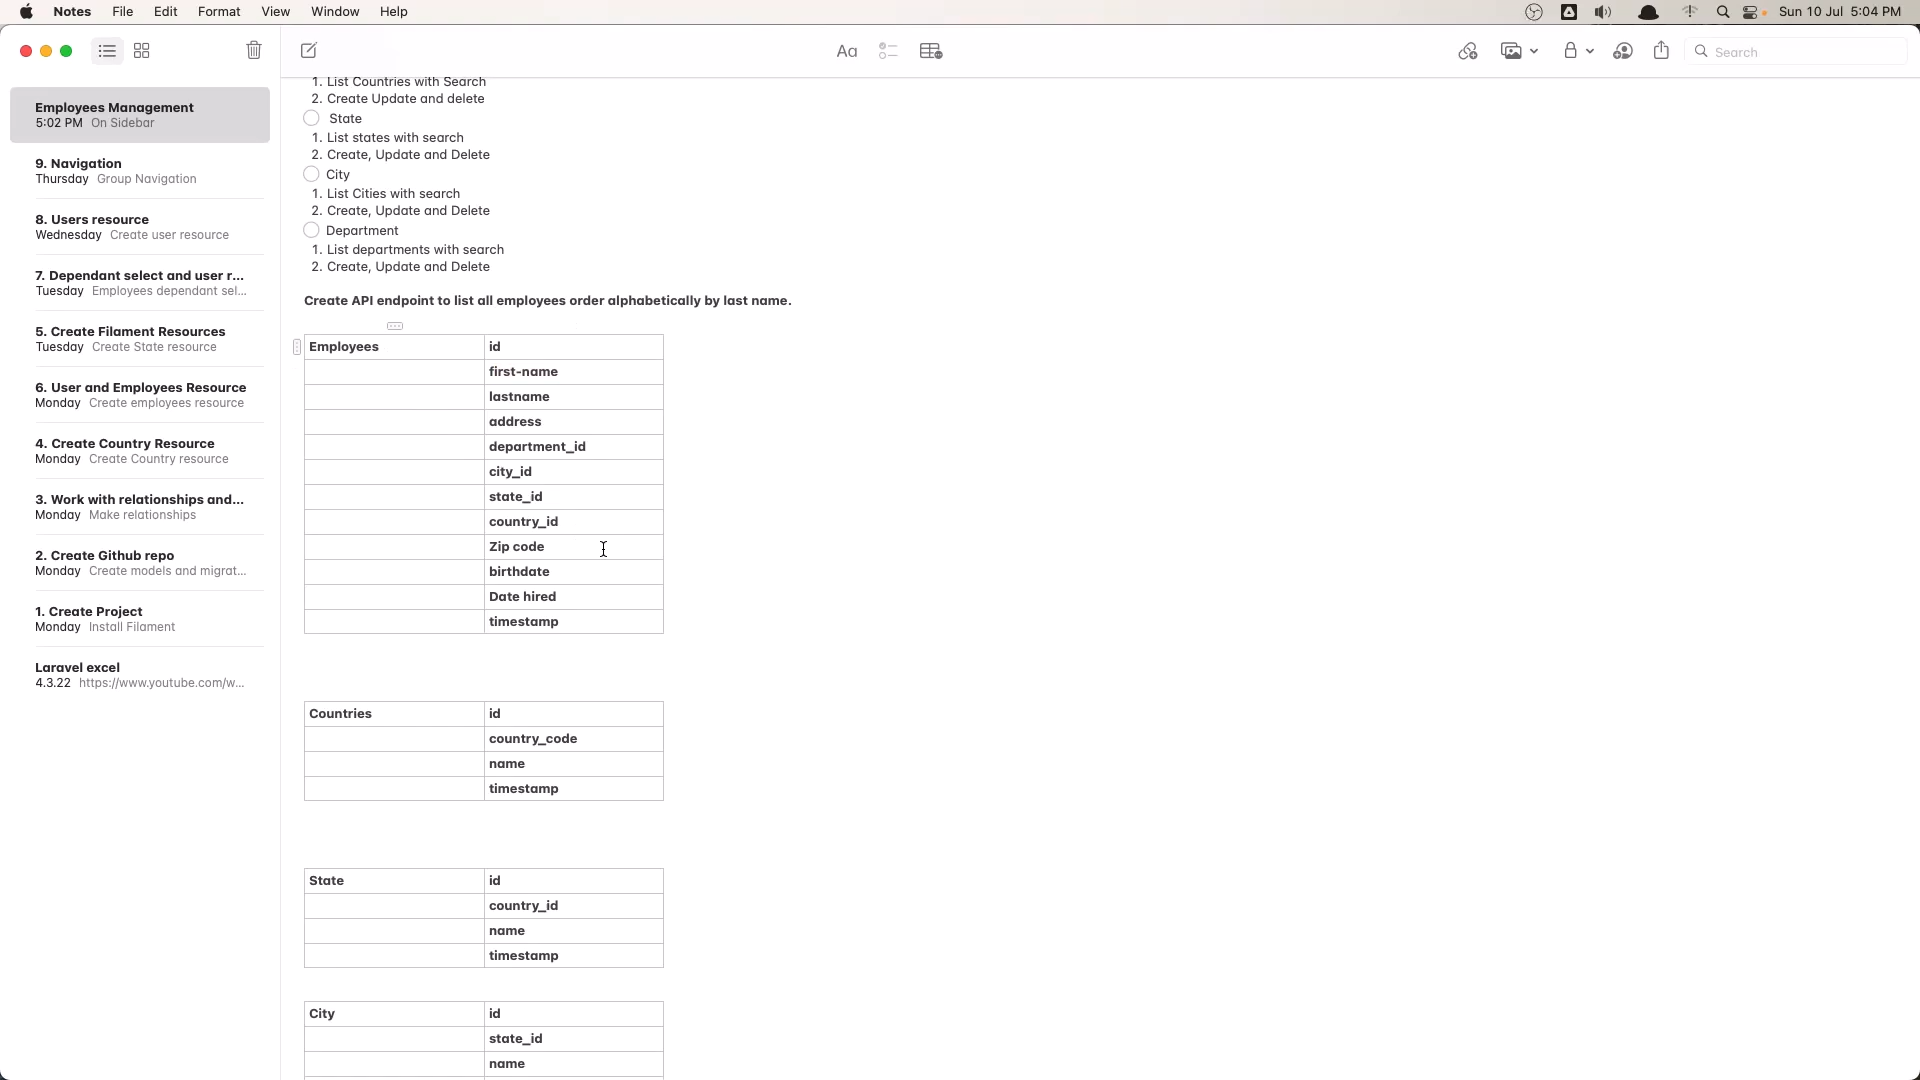 Notes File Edit Format View Window Help
Sun 10 Jul 5:04 PM
Aa
Search
Employees Management
5:02 PM On Sidebar
9. Navigation
Thursday Group Navigation
8. Users resource
Wednesday Create user resource
7. Dependant select and user r...
Tuesday Employees dependant sel...
5. Create Filament Resources
Tuesday Create State resource
6. User and Employees Resource
Monday Create employees resource
4. Create Country Resource
Monday Create Country resource
3. Work with relationships and...
Monday Make relationships
2. Create Github repo
Monday Create models and migrat...
1. Create Project
Monday Install Filament
Laravel excel
4.3.22 https://www.youtube.com/w...
1. List Countries with Search
2. Create Update and delete
State
1. List states with search
2. Create, Update and Delete
City
1. List Cities with search
2. Create, Update and Delete
Department
1. List departments with search
2. Create, Update and Delete
Create API endpoint to list all employees order alphabetically by last name.
Employees id
first-name
lastname
address
department_id
city_id
state_id
country_id
Zip code
birthdate
Date hired
timestamp
Countries id
country_code
name
timestamp
State id
country_id
name
timestamp
City id
state_id
name